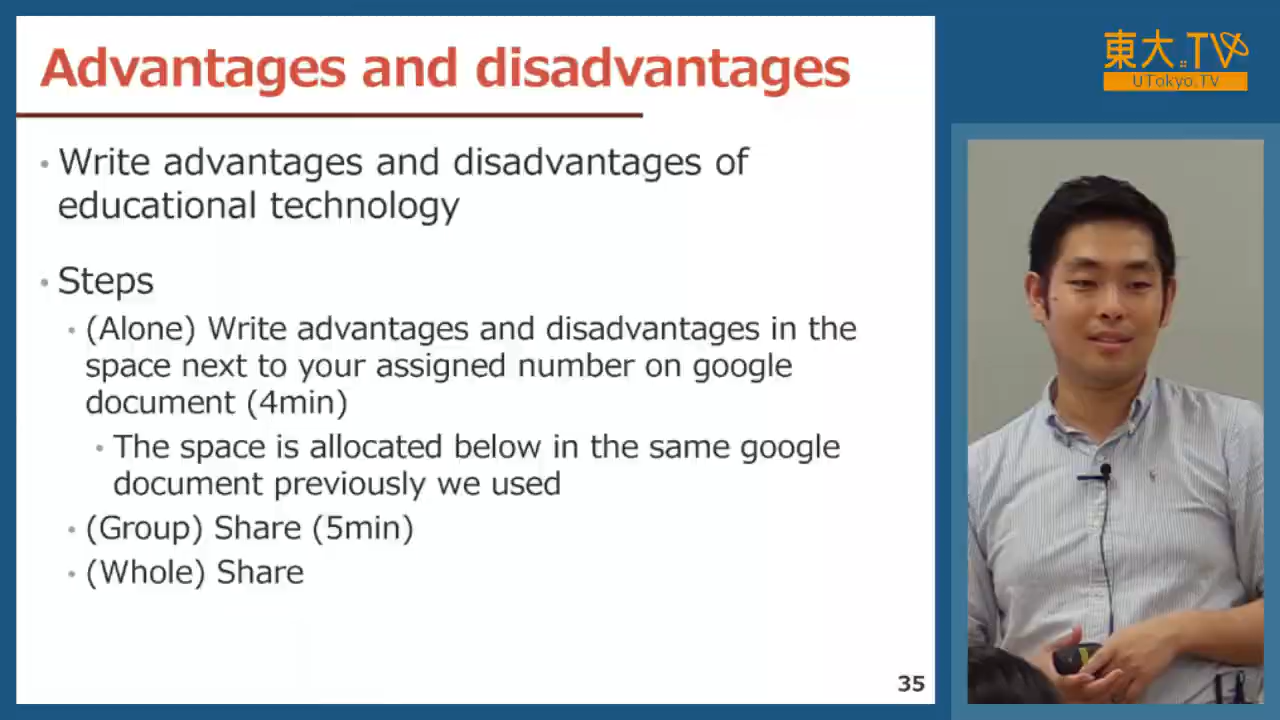 Advantages and disadvantages
• Write advantages and disadvantages of
educational technology
• Steps
• (Alone) Write advantages and disadvantages in the
space next to your assigned number on google
document (4min)
• The space is allocated below in the same google
document previously we used
• (Group) Share (5min)
• (Whole) Share
35
東大TV
UTokyo.TV